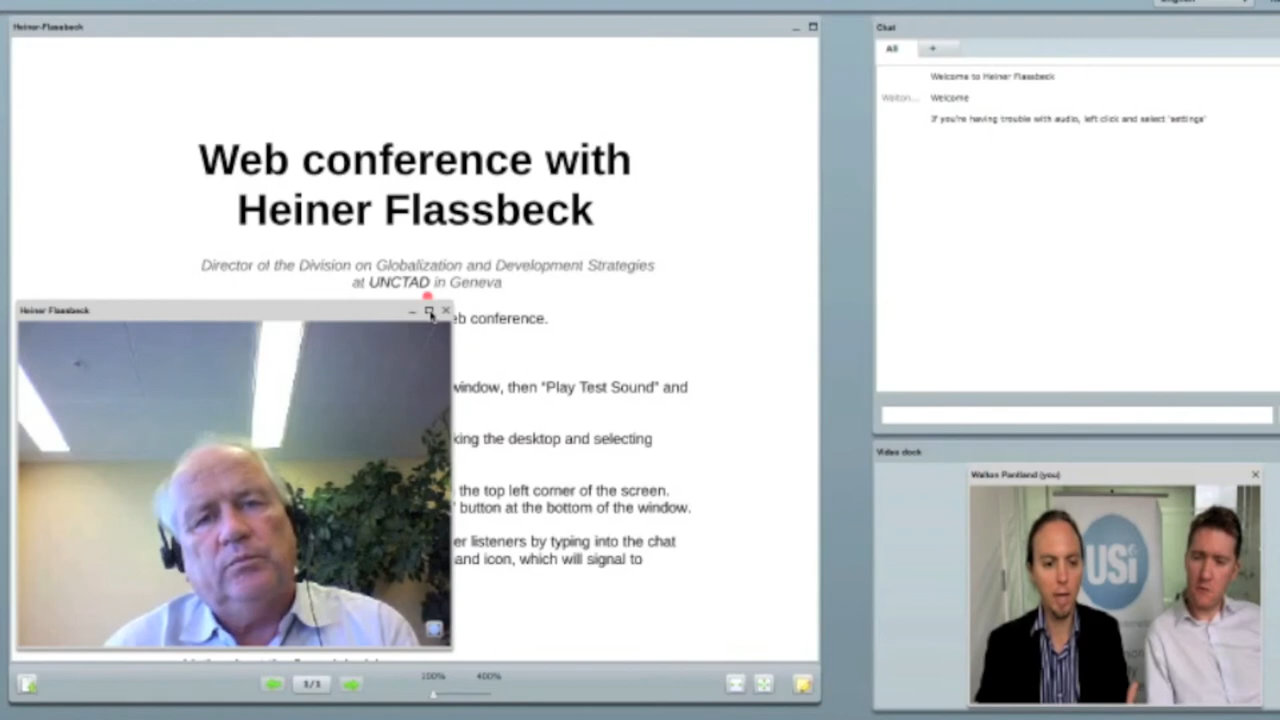 English
Heiner-Flassbeck
Web conference with
Heiner Flassbeck
Director of the Division on Globalization and Development Strategies
at UNCTAD in Geneva
Heiner Flassbeck
eb conference.
window, then “Play Test Sound” and
king the desktop and selecting
the top left corner of the screen.
button at the bottom of the window.
er listeners by typing into the chat
and icon, which will signal to
1/1
100%
400%
Chat
All
+
Welcome to Heiner Flassbeck
Walton...
Welcome
If you're having trouble with audio, left click and select 'settings'
Video dock
Walton Pantland (you)
USi